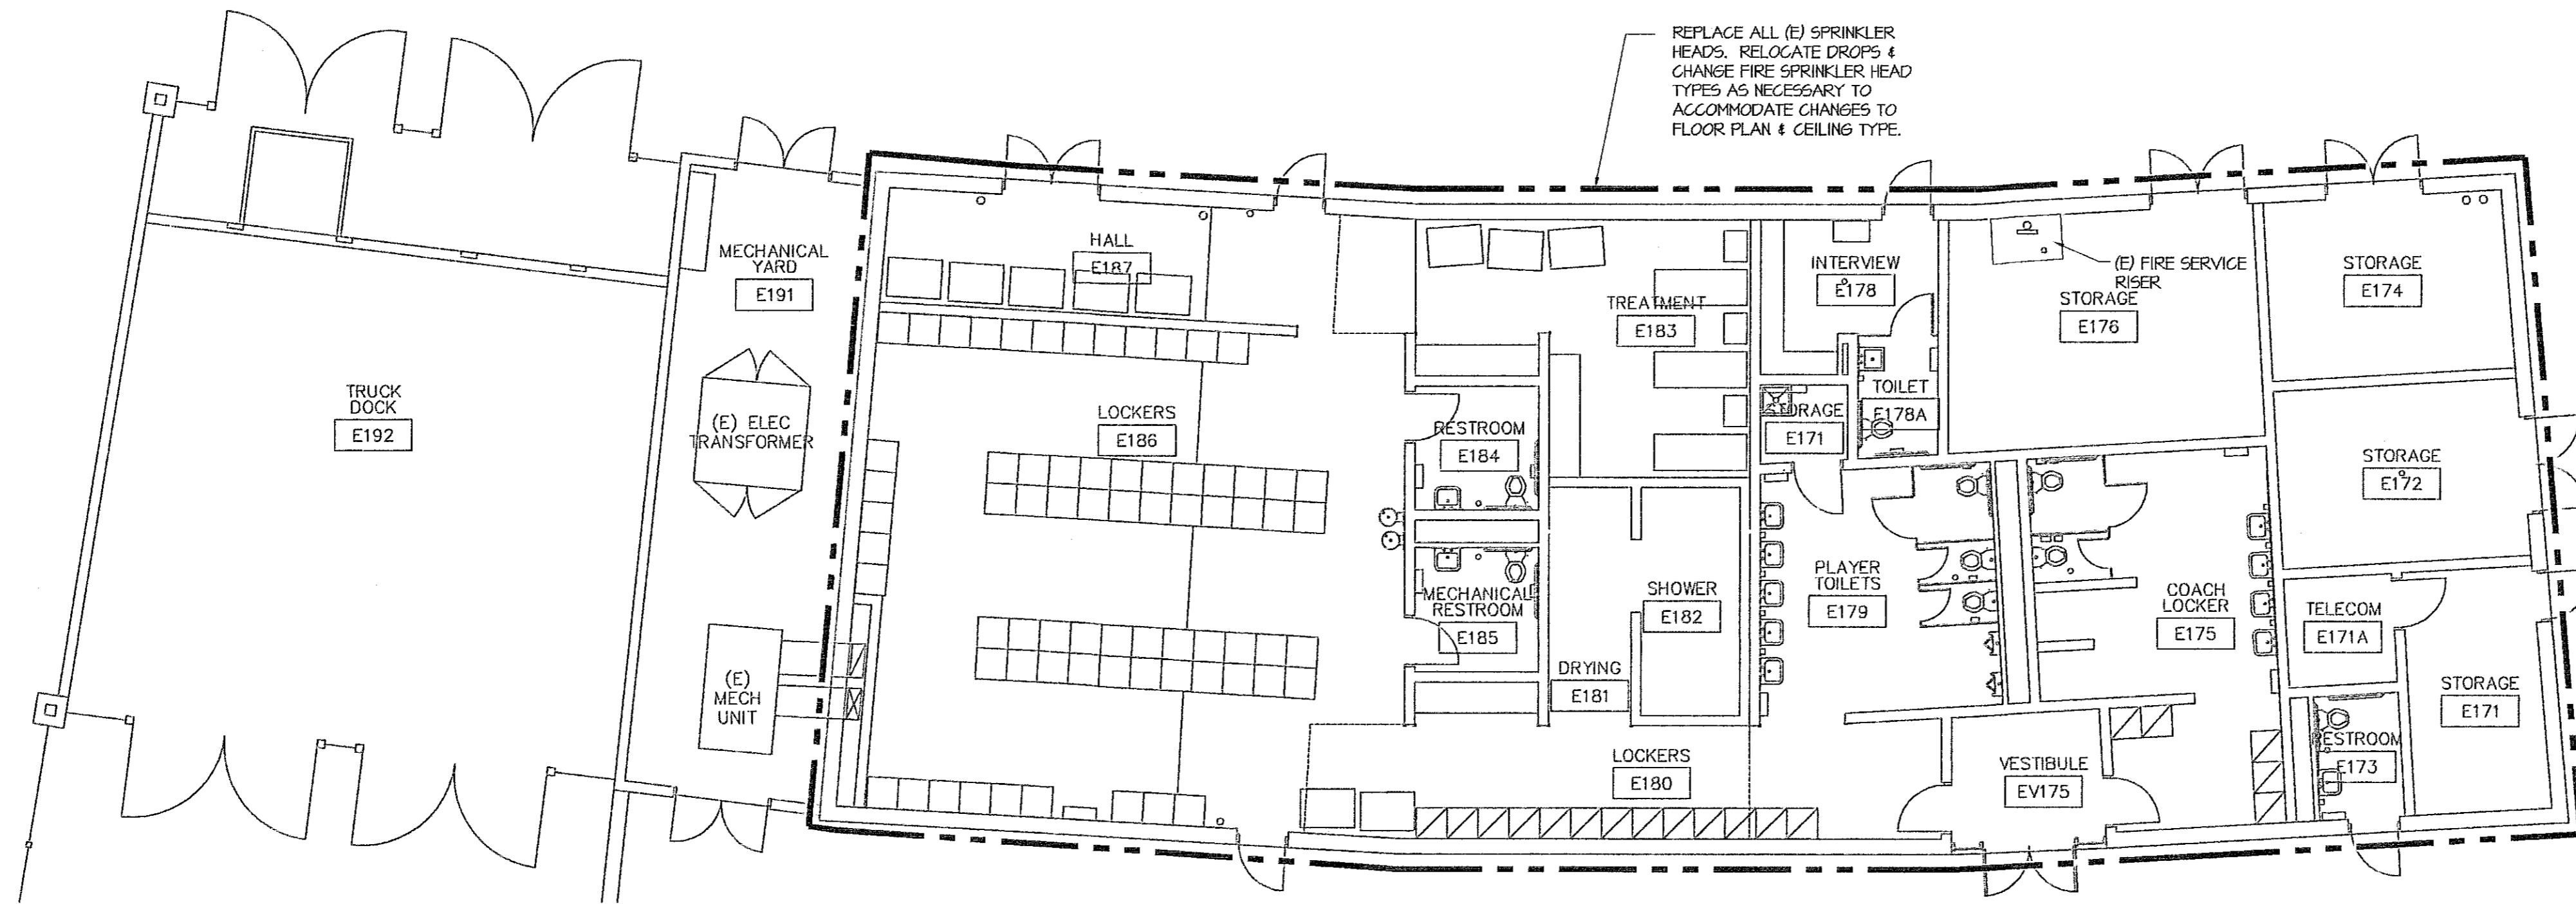 REPLACE ALL (E) SPRINKLER
HEADS. RELOCATE DROPS &
CHANGE FIRE SPRINKLER HEAD
TYPES AS NECESSARY TO
ACCOMMODATE CHANGES TO
FLOOR PLAN & CEILING TYPE.
MECHANICAL
YARD
E191
HALL
E187
TREATMENT
E183
INTERVIEW
E178
(E) FIRE SERVICE
RISER
STORAGE
E176
STORAGE
E174
TRUCK
DOCK
E192
(E) ELEC
TRANSFORMER
LOCKERS
E186
RESTROOM
E184
STORAGE
E171
TOILET
E178A
STORAGE
E172
MECHANICAL
RESTROOM
E185
SHOWER
E182
PLAYER
TOILETS
E179
COACH
LOCKER
E175
TELECOM
E171A
(E)
MECH
UNIT
DRYING
E181
STORAGE
E171
LOCKERS
E180
VESTIBULE
EV175
RESTROOM
E173